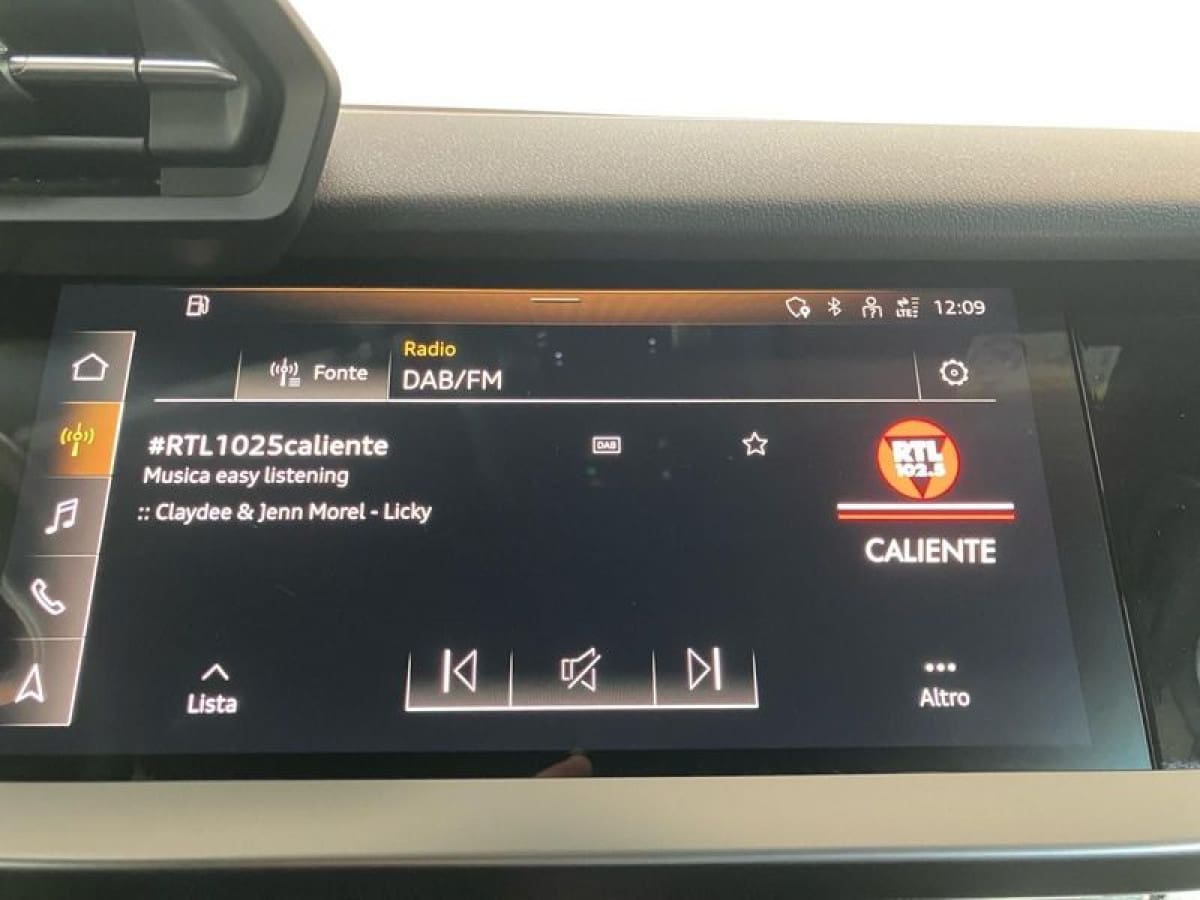 LTE 12:09
Radio
Fonte DAB/FM
#RTL1025caliente DAB
Musica easy listening
:: Claydee & Jenn Morel - Licky
RTL
102.5
CALIENTE
Lista
Altro